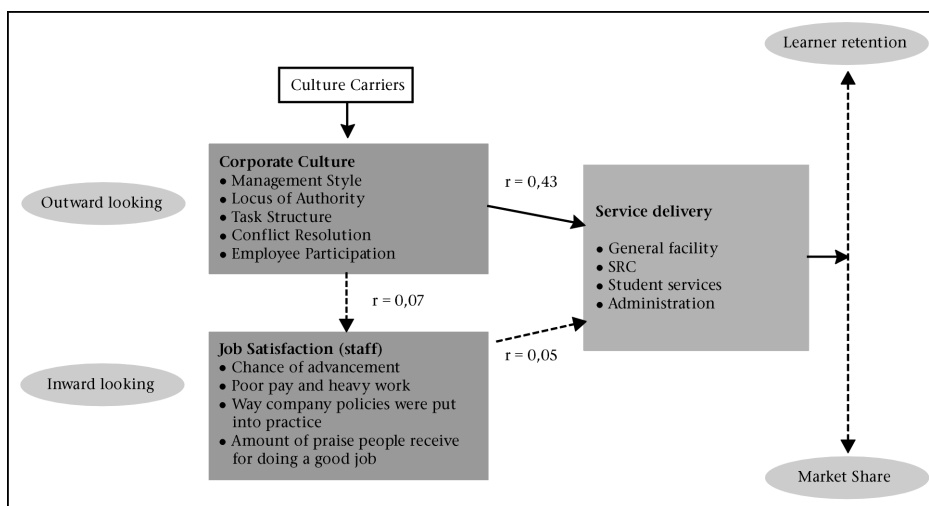 Learner retention
Culture Carriers
Corporate Culture
● Management Style
● Locus of Authority
● Task Structure
● Conflict Resolution
● Employee Participation
Outward looking
r = 0,43
Service delivery
● General facility
● SRC
● Student services
● Administration
r = 0,07
Job Satisfaction (staff)
● Chance of advancement
● Poor pay and heavy work
● Way company policies were put
into practice
● Amount of praise people receive
for doing a good job
r = 0,05
Inward looking
Market Share